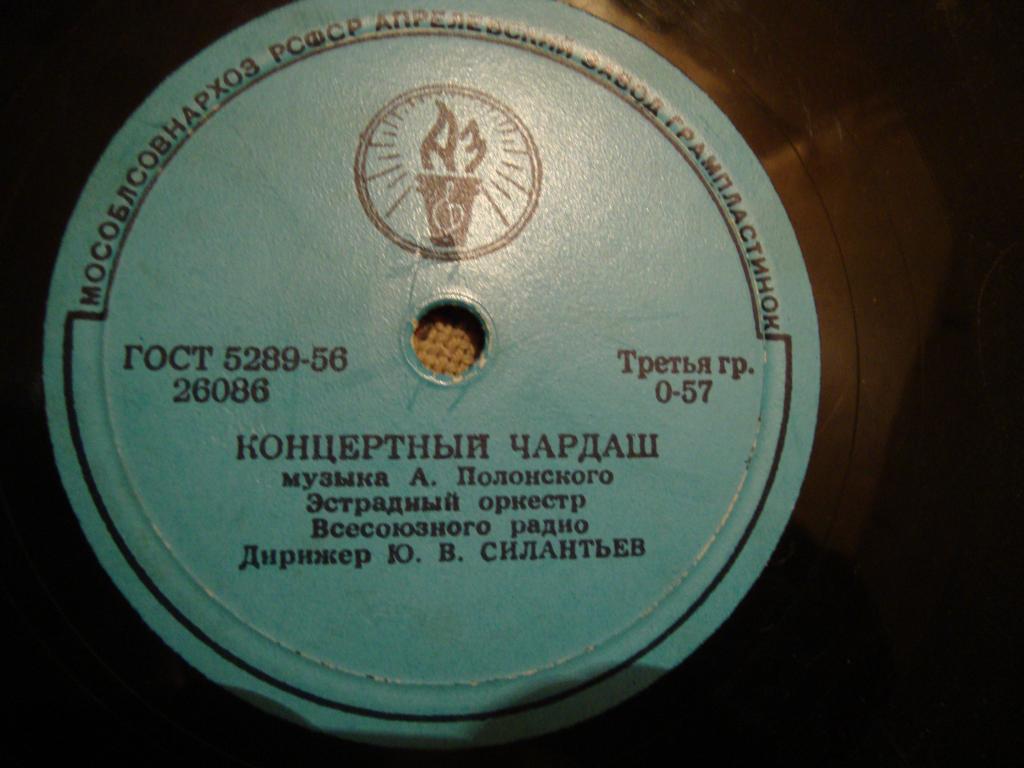 МОСОБЛСОВНАРХОЗ РСФСР АПРЕЛЕВСКИЙ ЗАВОД ГРАМПЛАСТИНОК
АЗ
ГОСТ 5289-56
26086
Третья гр.
0-57
КОНЦЕРТНЫЙ ЧАРДАШ
музыка А. Полонского
Эстрадный оркестр
Всесоюзного радио
Дирижер Ю. В. СИЛАНТЬЕВ